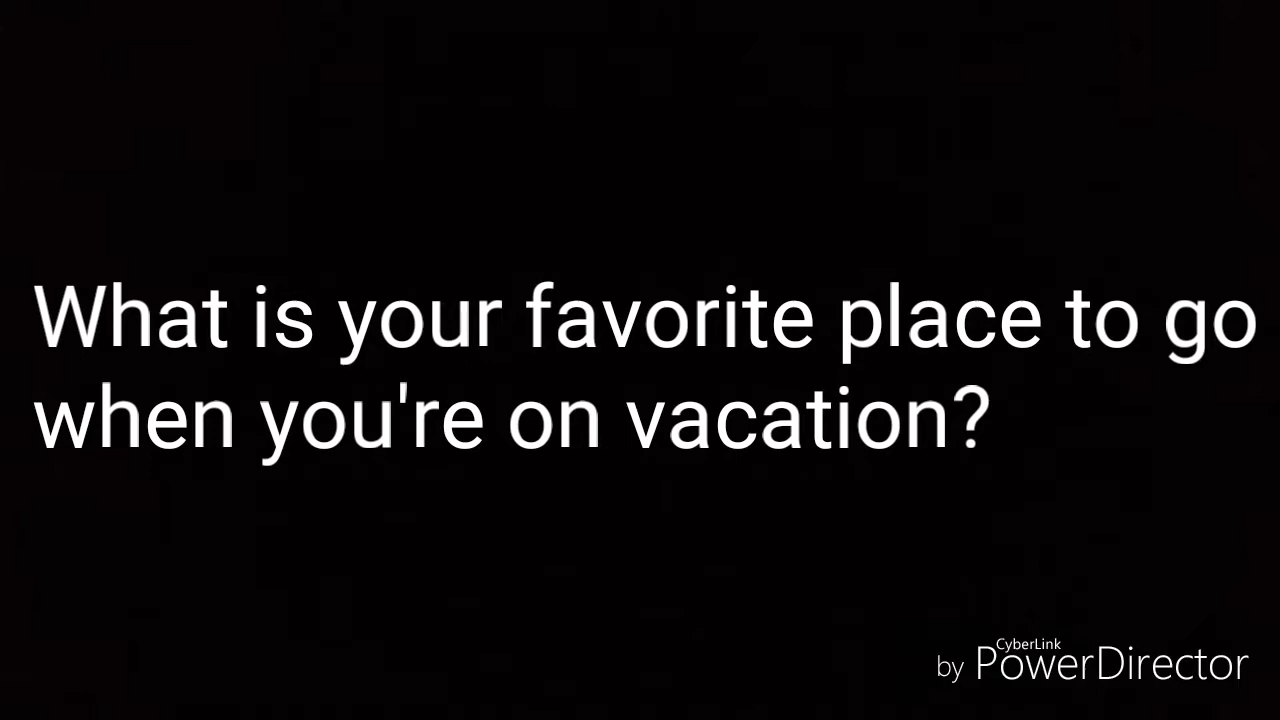 What is your favorite place to go
when you're on vacation?
CyberLink
by PowerDirector